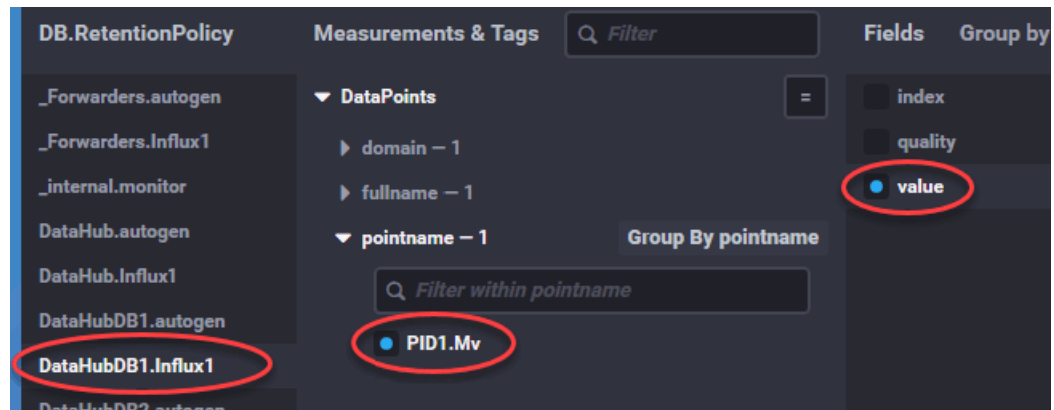 DB.RetentionPolicy
_Forwarders.autogen
_Forwarders.Influx1
_internal.monitor
DataHub.autogen
DataHub.Influx1
DataHubDB1.autogen
DataHubDB1.Influx1
DataHubDB2.autogen
Measurements & Tags
Filter
DataPoints
=
domain — 1
fullname — 1
pointname — 1
Group By pointname
Filter within pointname
PID1.Mv
Fields
Group by
index
quality
value